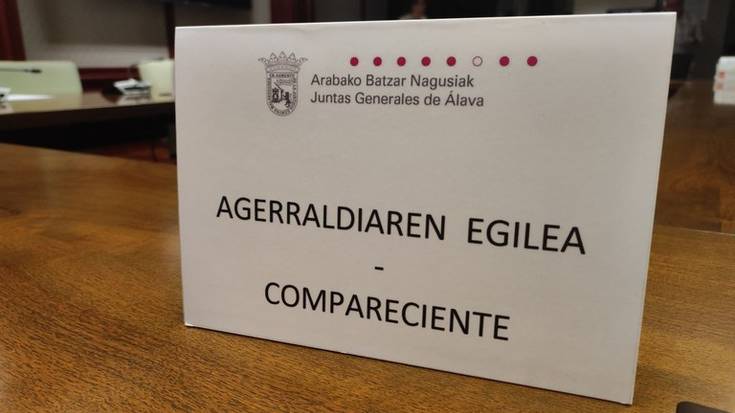 Arabako Batzar Nagusiak
Juntas Generales de Álava
AGERRALDIAREN EGILEA
-
COMPARECIENTE